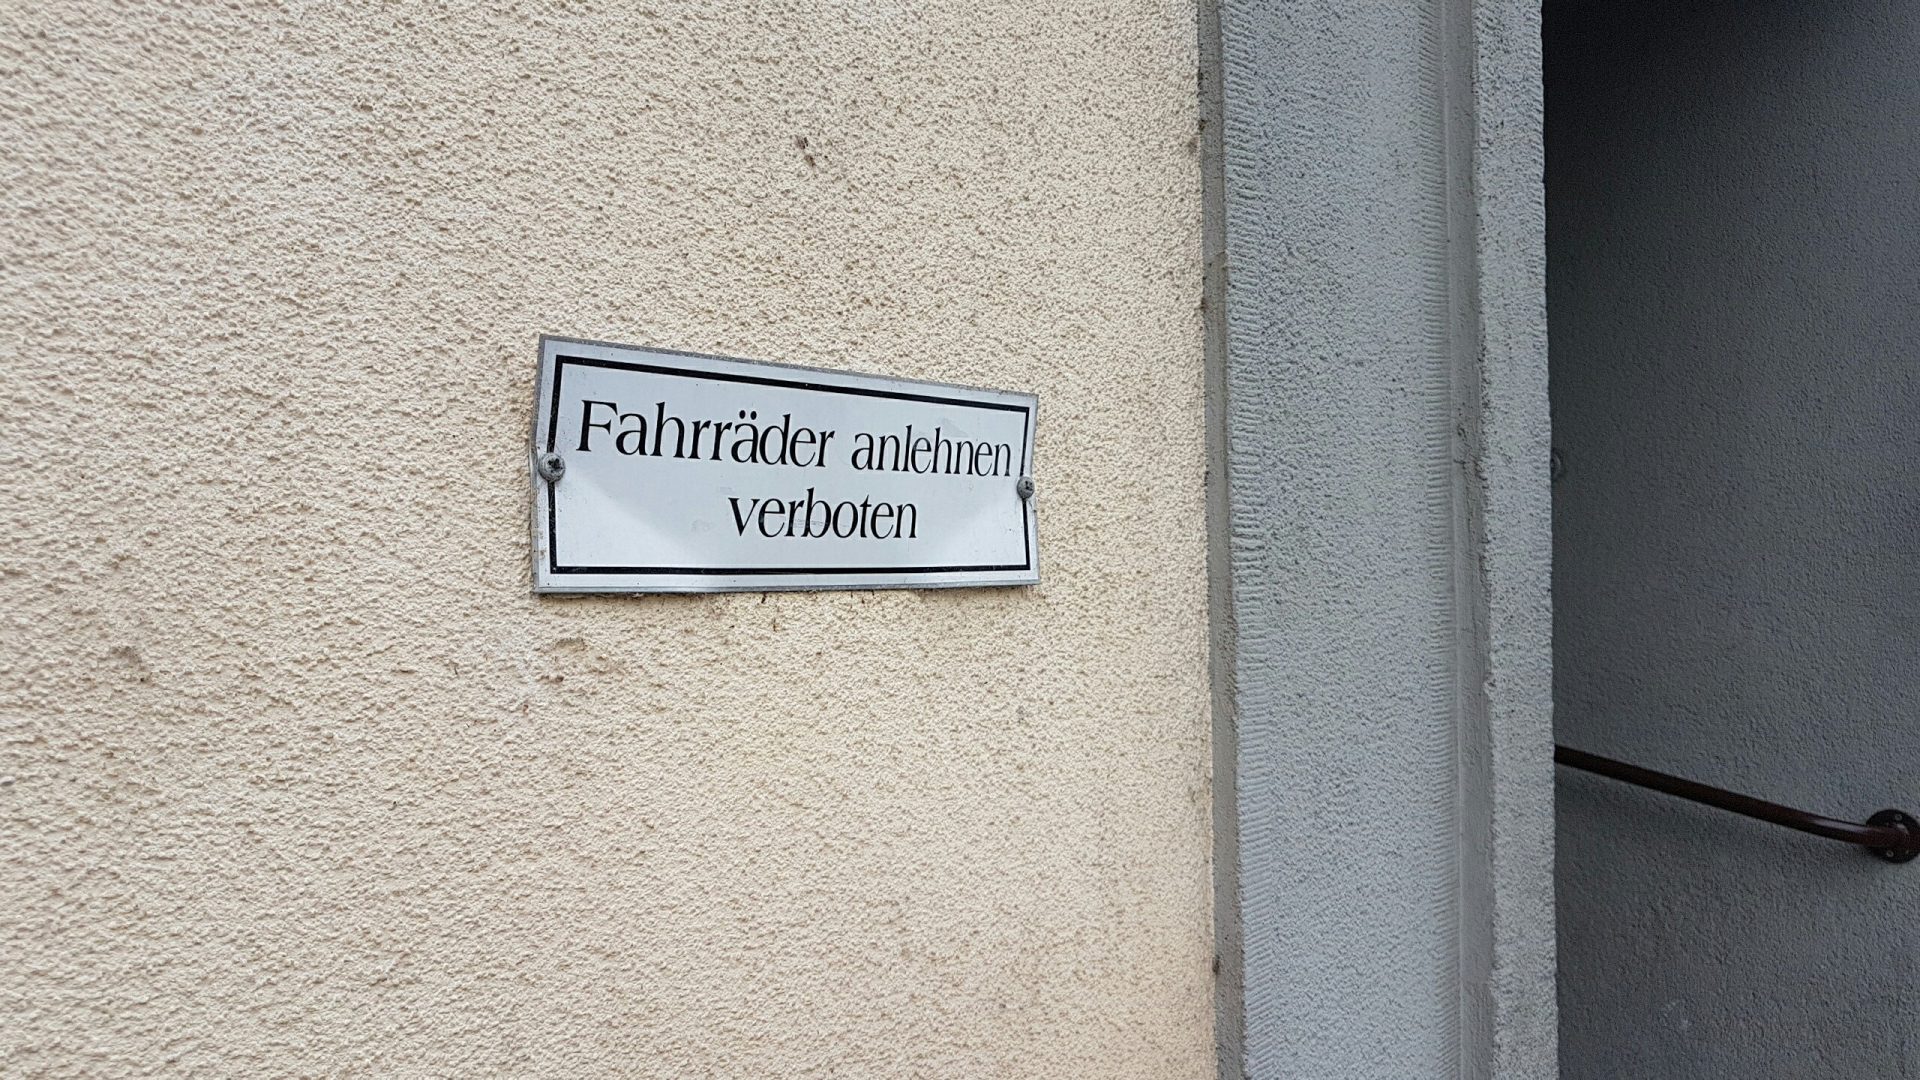 Fahrräder anlehnen
verboten